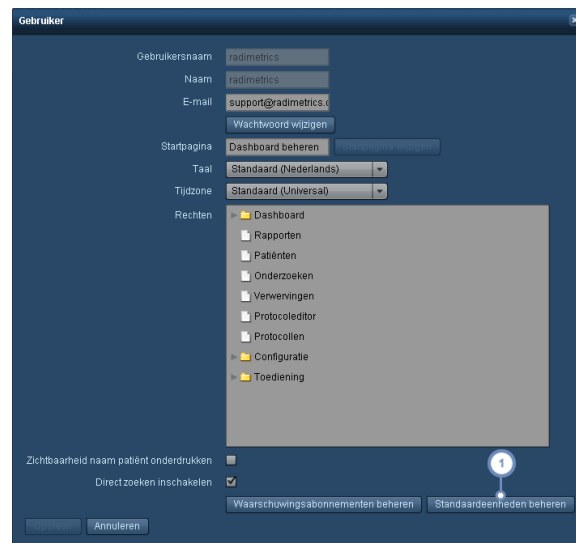 Gebruiker
Gebruikersnaam radimetrics
Naam radimetrics
E-mail support@radimetrics.c
Wachtwoord wijzigen
Startpagina Dashboard beheren Startpagina wijzigen
Taal Standaard (Nederlands)
Tijdzone Standaard (Universal)
Rechten Dashboard
Rapporten
Patiënten
Onderzoeken
Verwervingen
Protocoleditor
Protocollen
Configuratie
Toediening
Zichtbaarheid naam patiënt onderdrukken
1
Direct zoeken inschakelen
Waarschuwingsabonnementen beheren Standaardeenheden beheren
Annuleren